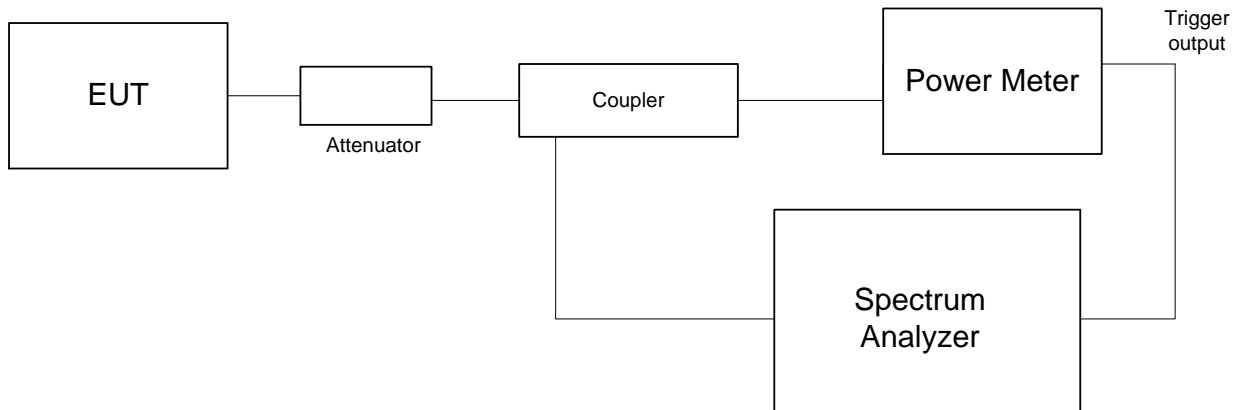 EUT
Attenuator
Coupler
Power Meter
Trigger
output
Spectrum
Analyzer